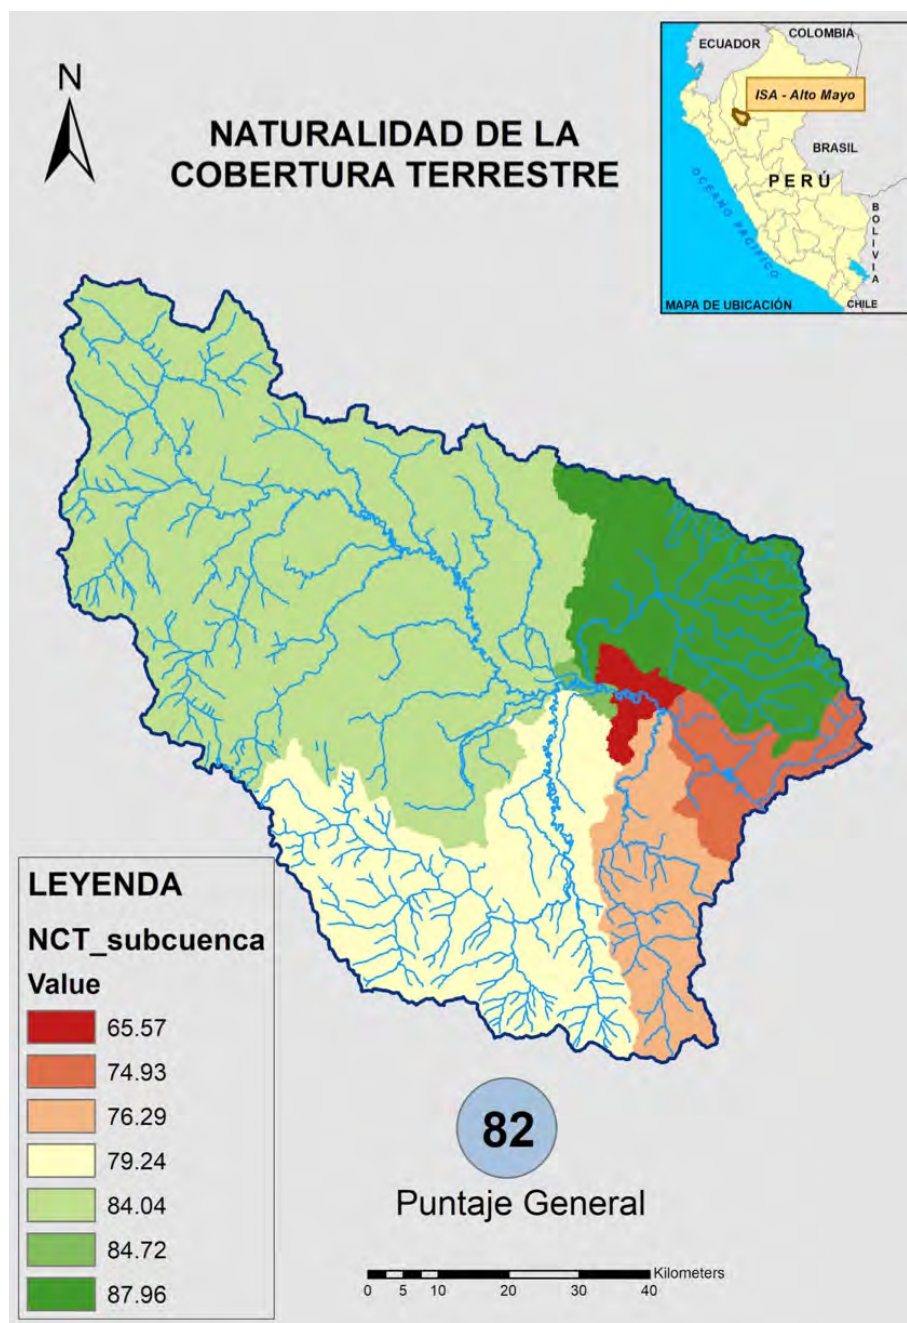 N
NATURALIDAD DE LA
COBERTURA TERRESTRE
ECUADOR
COLOMBIA
ISA - Alto Mayo
BRASIL
PERÚ
OCEANO PACIFICO
BOLIVIA
CHILE
MAPA DE UBICACIÓN
LEYENDA
NCT_subcuenca
Value
65.57
74.93
76.29
79.24
84.04
84.72
87.96
82
Puntaje General
Kilometers
0 5 10 20 30 40